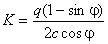 K = q(1−sin φ) / 2c cos φ